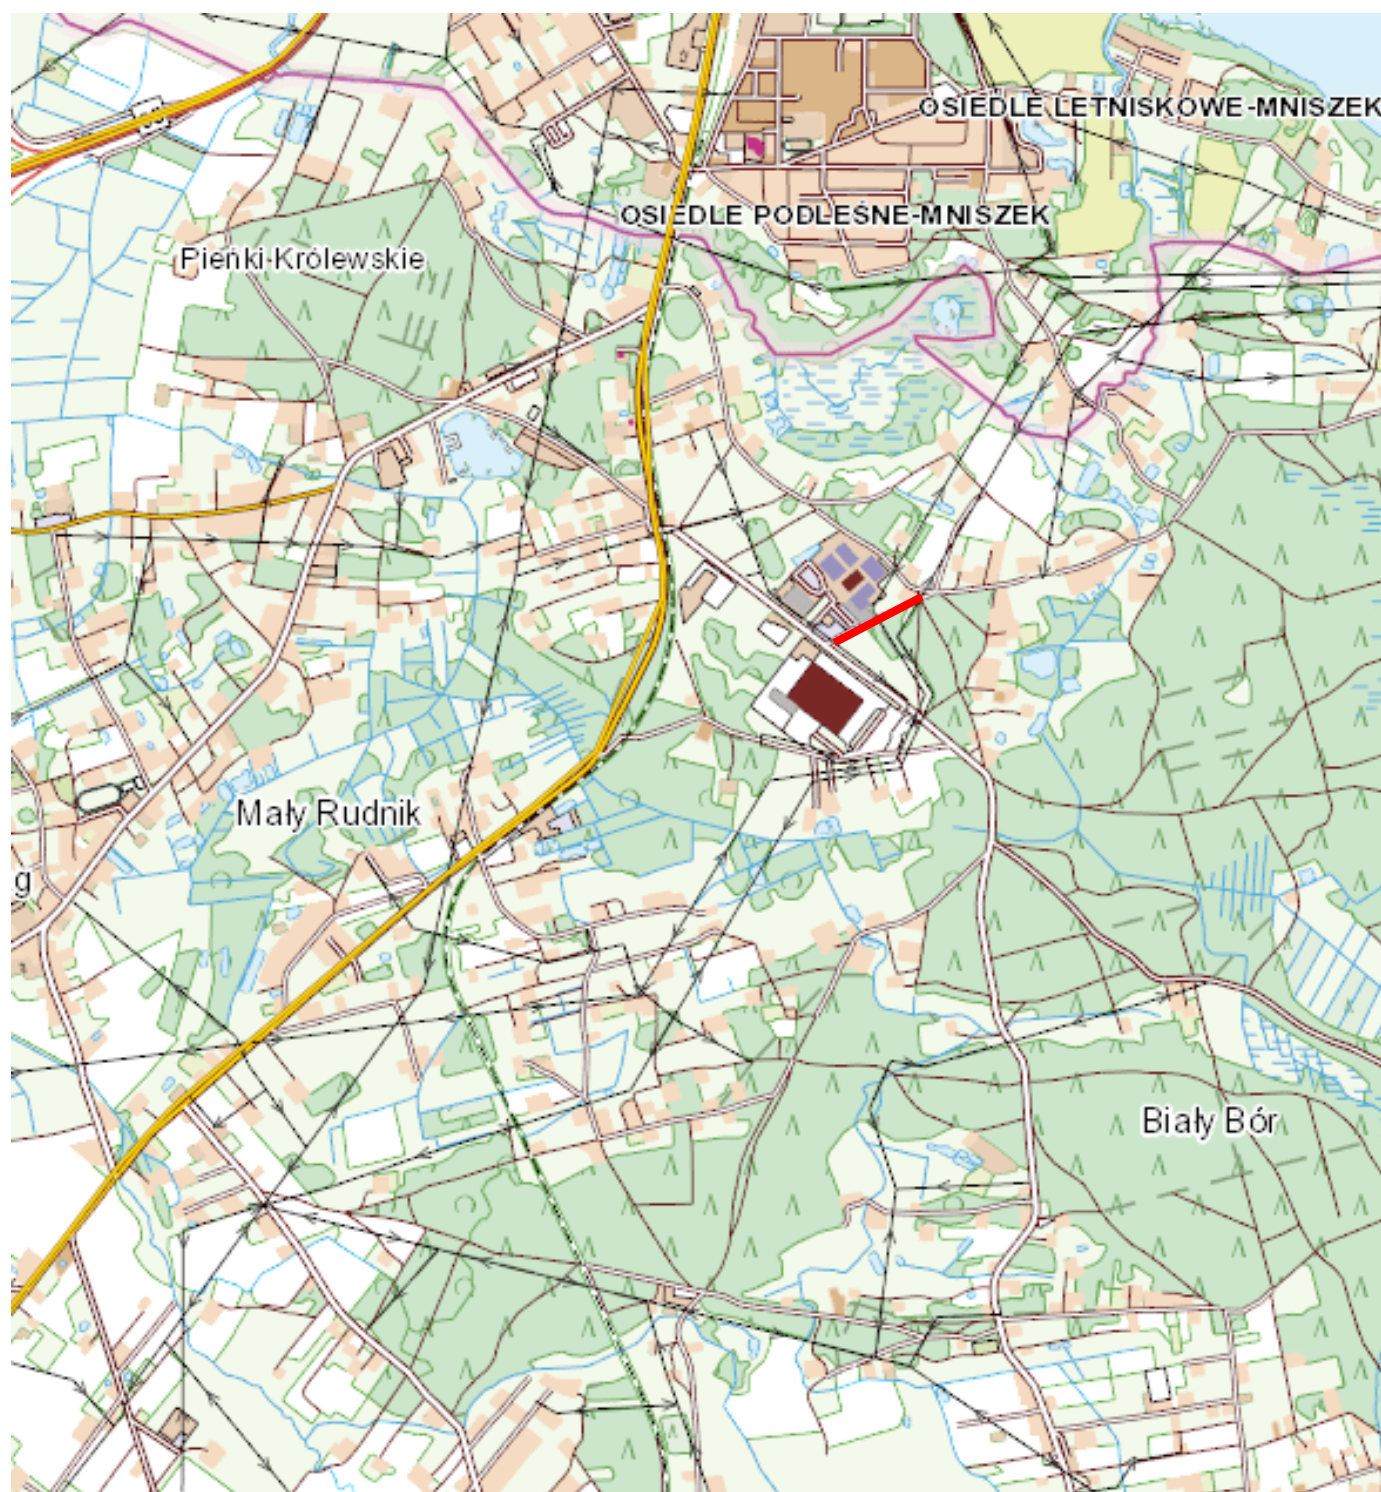 OSIEDLE LETNISKOWE-MNISZEK
OSIEDLE PODLEŚNE-MNISZEK
Pieńki Królewskie
Mały Rudnik
g
Biały Bór